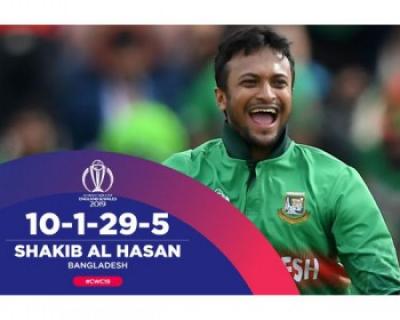 ICC CRICKET WORLD CUP
ENGLAND & WALES
2019
10-1-29-5
SHAKIB AL HASAN
BANGLADESH
#CWC19
ESH